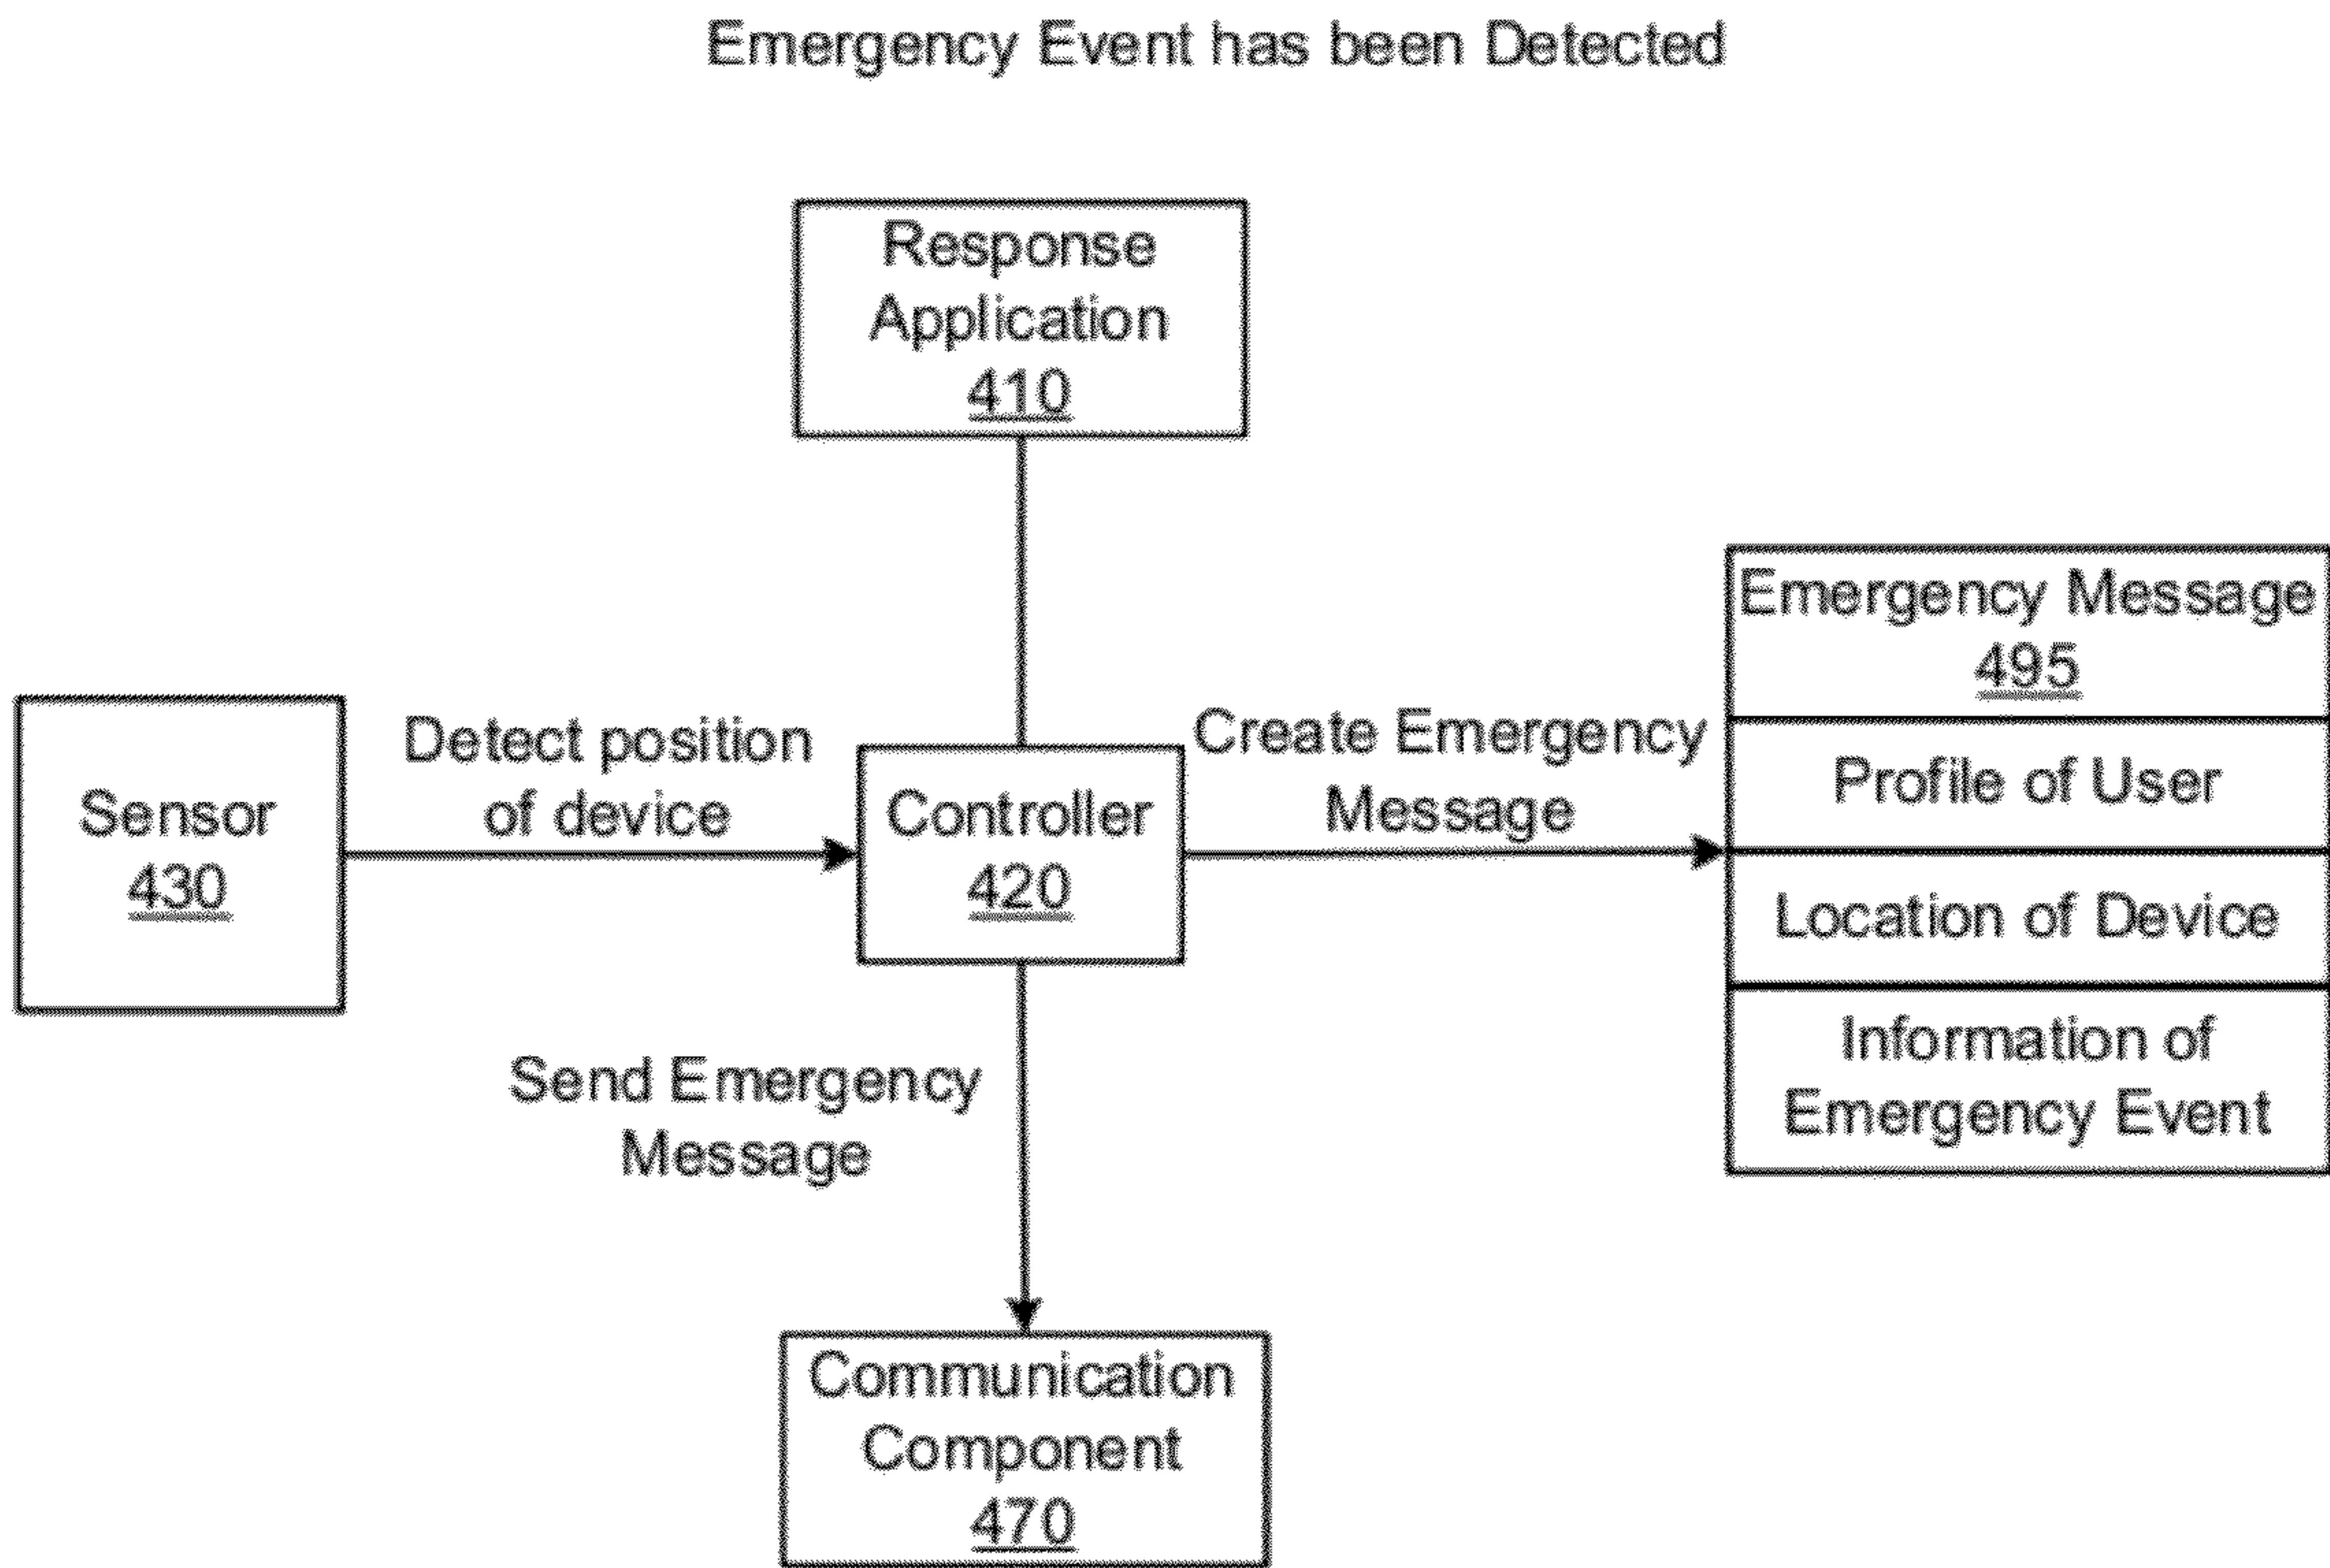 Emergency Event has been Detected
Response
Application
410
Sensor
430
Detect position
of device
Controller
420
Create Emergency
Message
Emergency Message
495
Profile of User
Location of Device
Information of
Emergency Event
Send Emergency
Message
Communication
Component
470